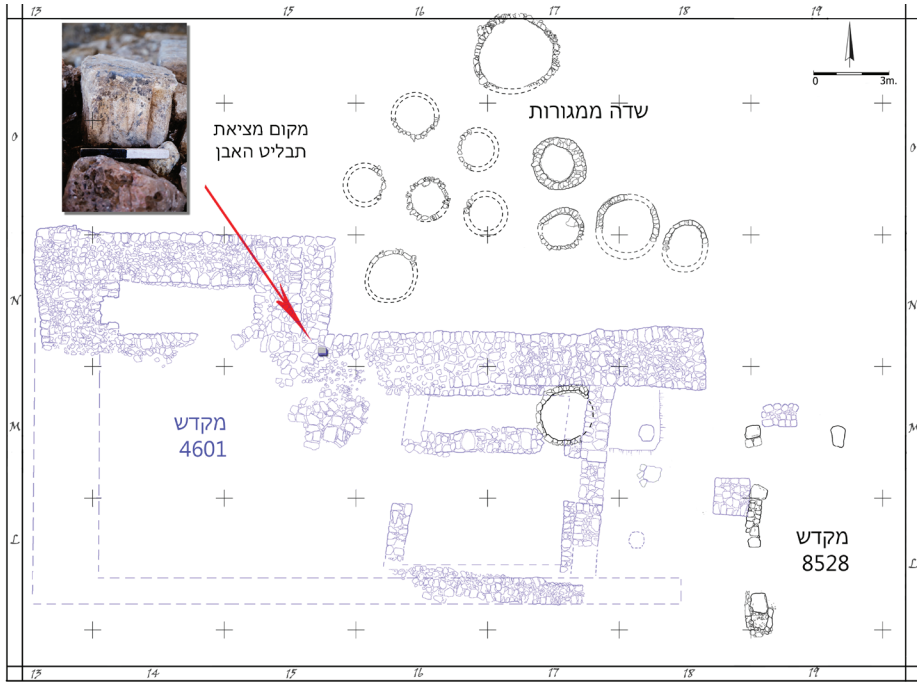 13 15 16 17 18 19
0 3m.
שדה ממגורות
מקום מציאת
תבליט האבן
O O
N N
מקדש
4601
M M
מקדש
8528
L L
13 14 15 16 17 18 19